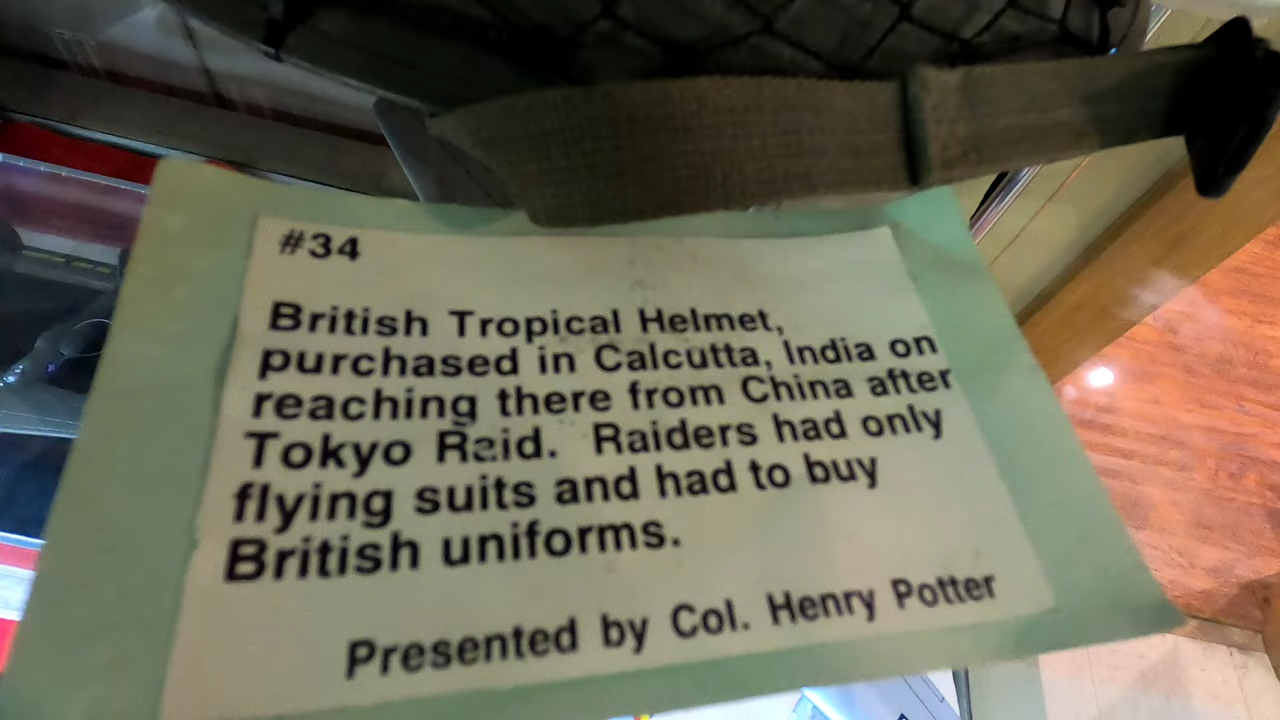 #34
British Tropical Helmet,
purchased in Calcutta, India on
reaching there from China after
Tokyo Raid. Raiders had only
flying suits and had to buy
British uniforms.
Presented by Col. Henry Potter